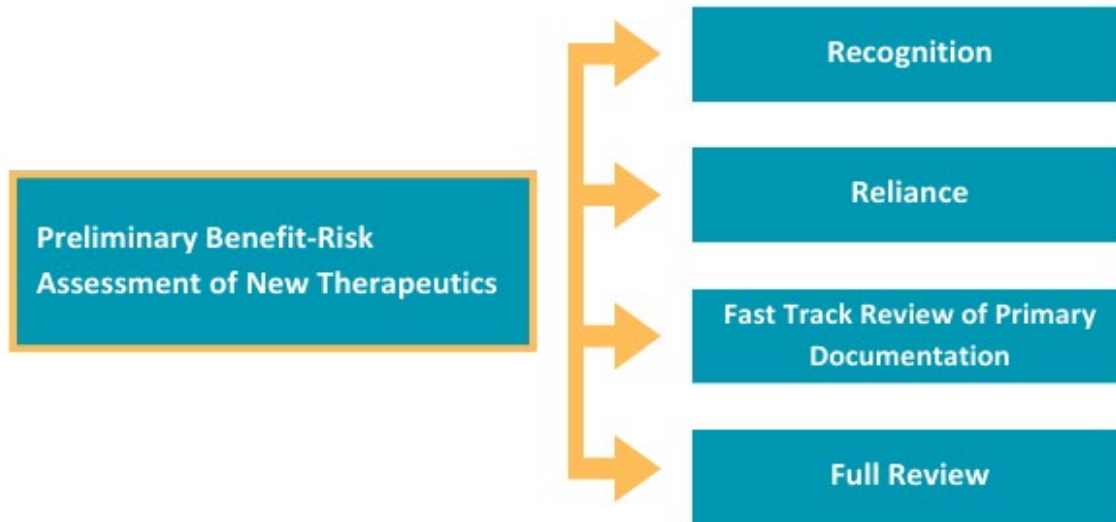 Preliminary Benefit-Risk
Assessment of New Therapeutics
Recognition
Reliance
Fast Track Review of Primary
Documentation
Full Review